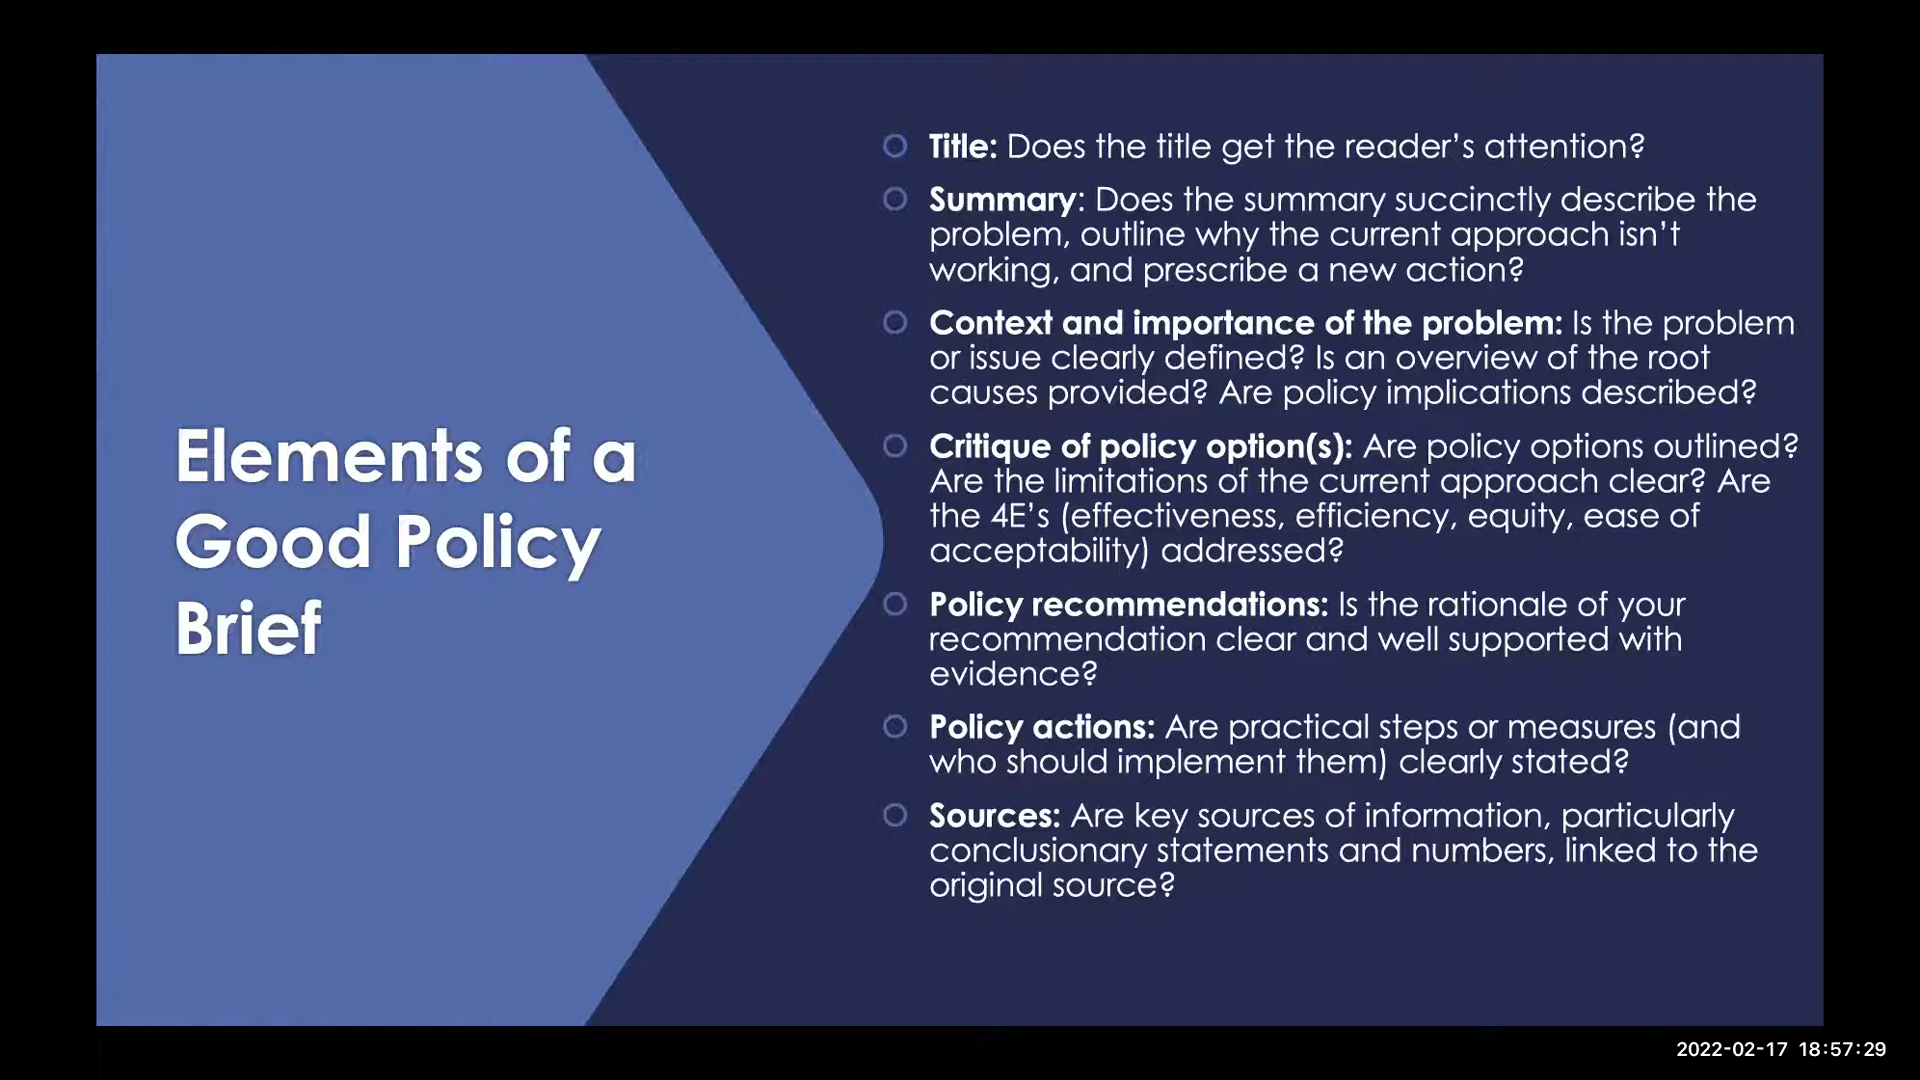 Elements of a
Good Policy
Brief
Title: Does the title get the reader’s attention?
Summary: Does the summary succinctly describe the
problem, outline why the current approach isn’t
working, and prescribe a new action?
Context and importance of the problem: Is the problem
or issue clearly defined? Is an overview of the root
causes provided? Are policy implications described?
Critique of policy option(s): Are policy options outlined?
Are the limitations of the current approach clear? Are
the 4E’s (effectiveness, efficiency, equity, ease of
acceptability) addressed?
Policy recommendations: Is the rationale of your
recommendation clear and well supported with
evidence?
Policy actions: Are practical steps or measures (and
who should implement them) clearly stated?
Sources: Are key sources of information, particularly
conclusionary statements and numbers, linked to the
original source?
2022-02-17 18:57:29